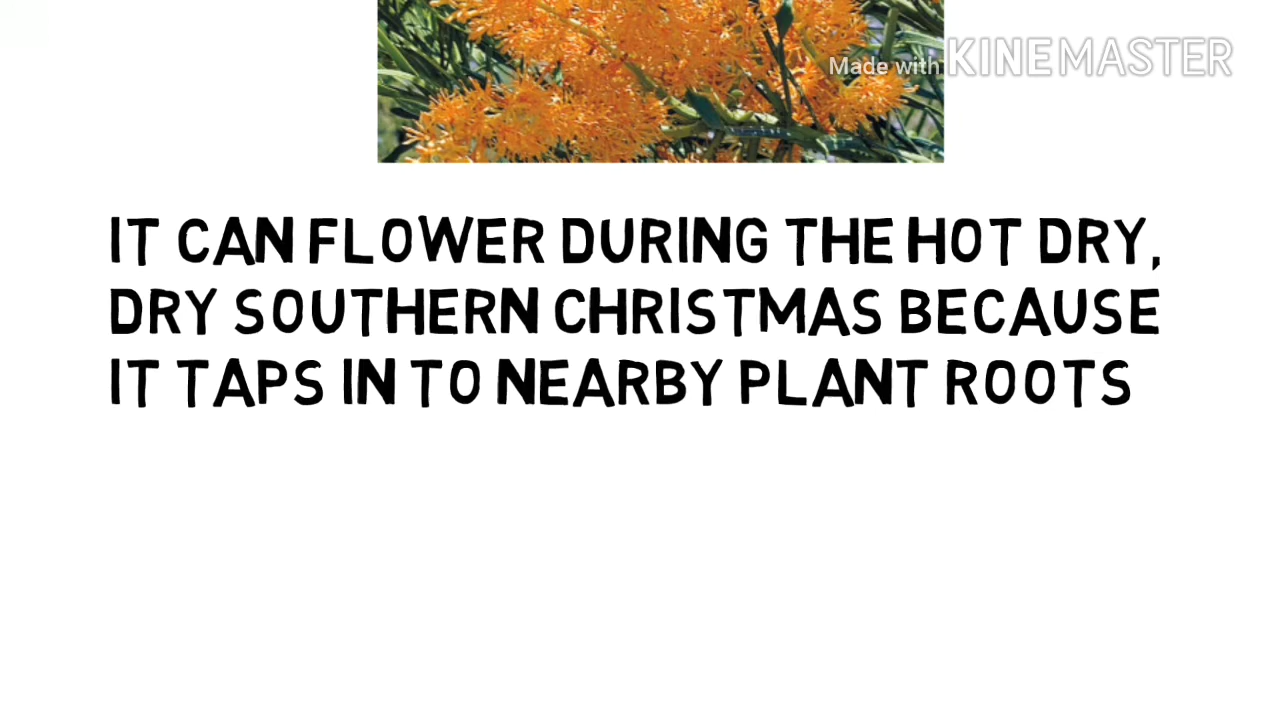 Made with KINEMASTER
IT CAN FLOWER DURING THE HOT DRY,
DRY SOUTHERN CHRISTMAS BECAUSE
IT TAPS IN TO NEARBY PLANT ROOTS